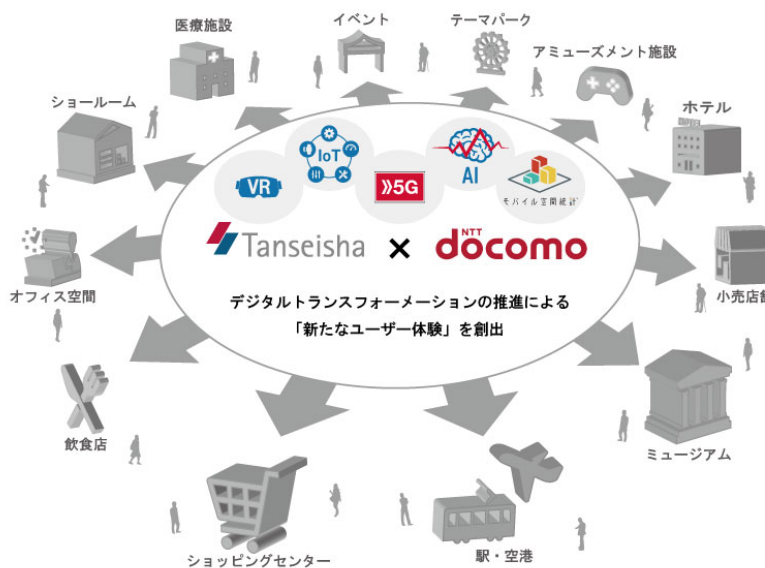 医療施設
イベント
テーマパーク
アミューズメント施設
ショールーム
ホテル
VR
IoT
5G
AI
モバイル空間統計
Tanseisha × NTT docomo
オフィス空間
小売店舗
デジタルトランスフォーメーションの推進による
「新たなユーザー体験」を創出
飲食店
ミュージアム
ショッピングセンター
駅・空港